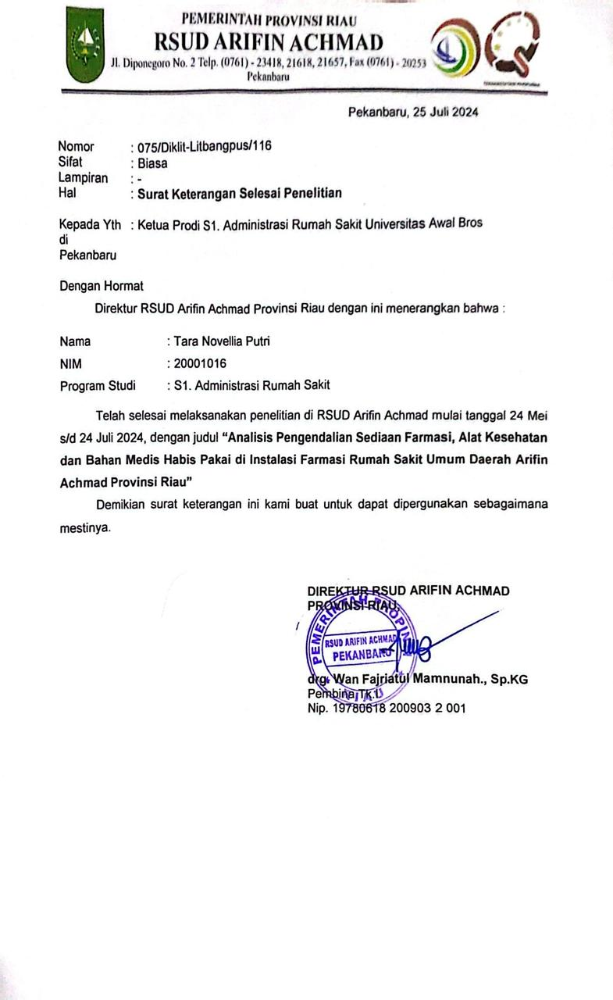 PEMERINTAH PROVINSI RIAU
RSUD ARIFIN ACHMAD
Jl. Diponegoro No. 2 Telp. (0761) - 23418, 21618, 21657, Fax (0761) - 20253
Pekanbaru
Pekanbaru, 25 Juli 2024
Nomor : 075/Diklit-Litbangpus/116
Sifat : Biasa
Lampiran : -
Hal : Surat Keterangan Selesai Penelitian
Kepada Yth : Ketua Prodi S1. Administrasi Rumah Sakit Universitas Awal Bros
di
Pekanbaru
Dengan Hormat
Direktur RSUD Arifin Achmad Provinsi Riau dengan ini menerangkan bahwa :
Nama : Tara Novellia Putri
NIM : 20001016
Program Studi : S1. Administrasi Rumah Sakit
Telah selesai melaksanakan penelitian di RSUD Arifin Achmad mulai tanggal 24 Mei
s/d 24 Juli 2024, dengan judul “Analisis Pengendalian Sediaan Farmasi, Alat Kesehatan
dan Bahan Medis Habis Pakai di Instalasi Farmasi Rumah Sakit Umum Daerah Arifin
Achmad Provinsi Riau”
Demikian surat keterangan ini kami buat untuk dapat dipergunakan sebagaimana
mestinya.
DIREKTUR RSUD ARIFIN ACHMAD
PROVINSI RIAU,
PEMERINTAH PROPINSI
RSUD ARIFIN ACHMAD
PEKANBARU
RIAU
drg. Wan Fajriatul Mamnunah., Sp.KG
Pembina Tk.I
Nip. 19780618 200903 2 001